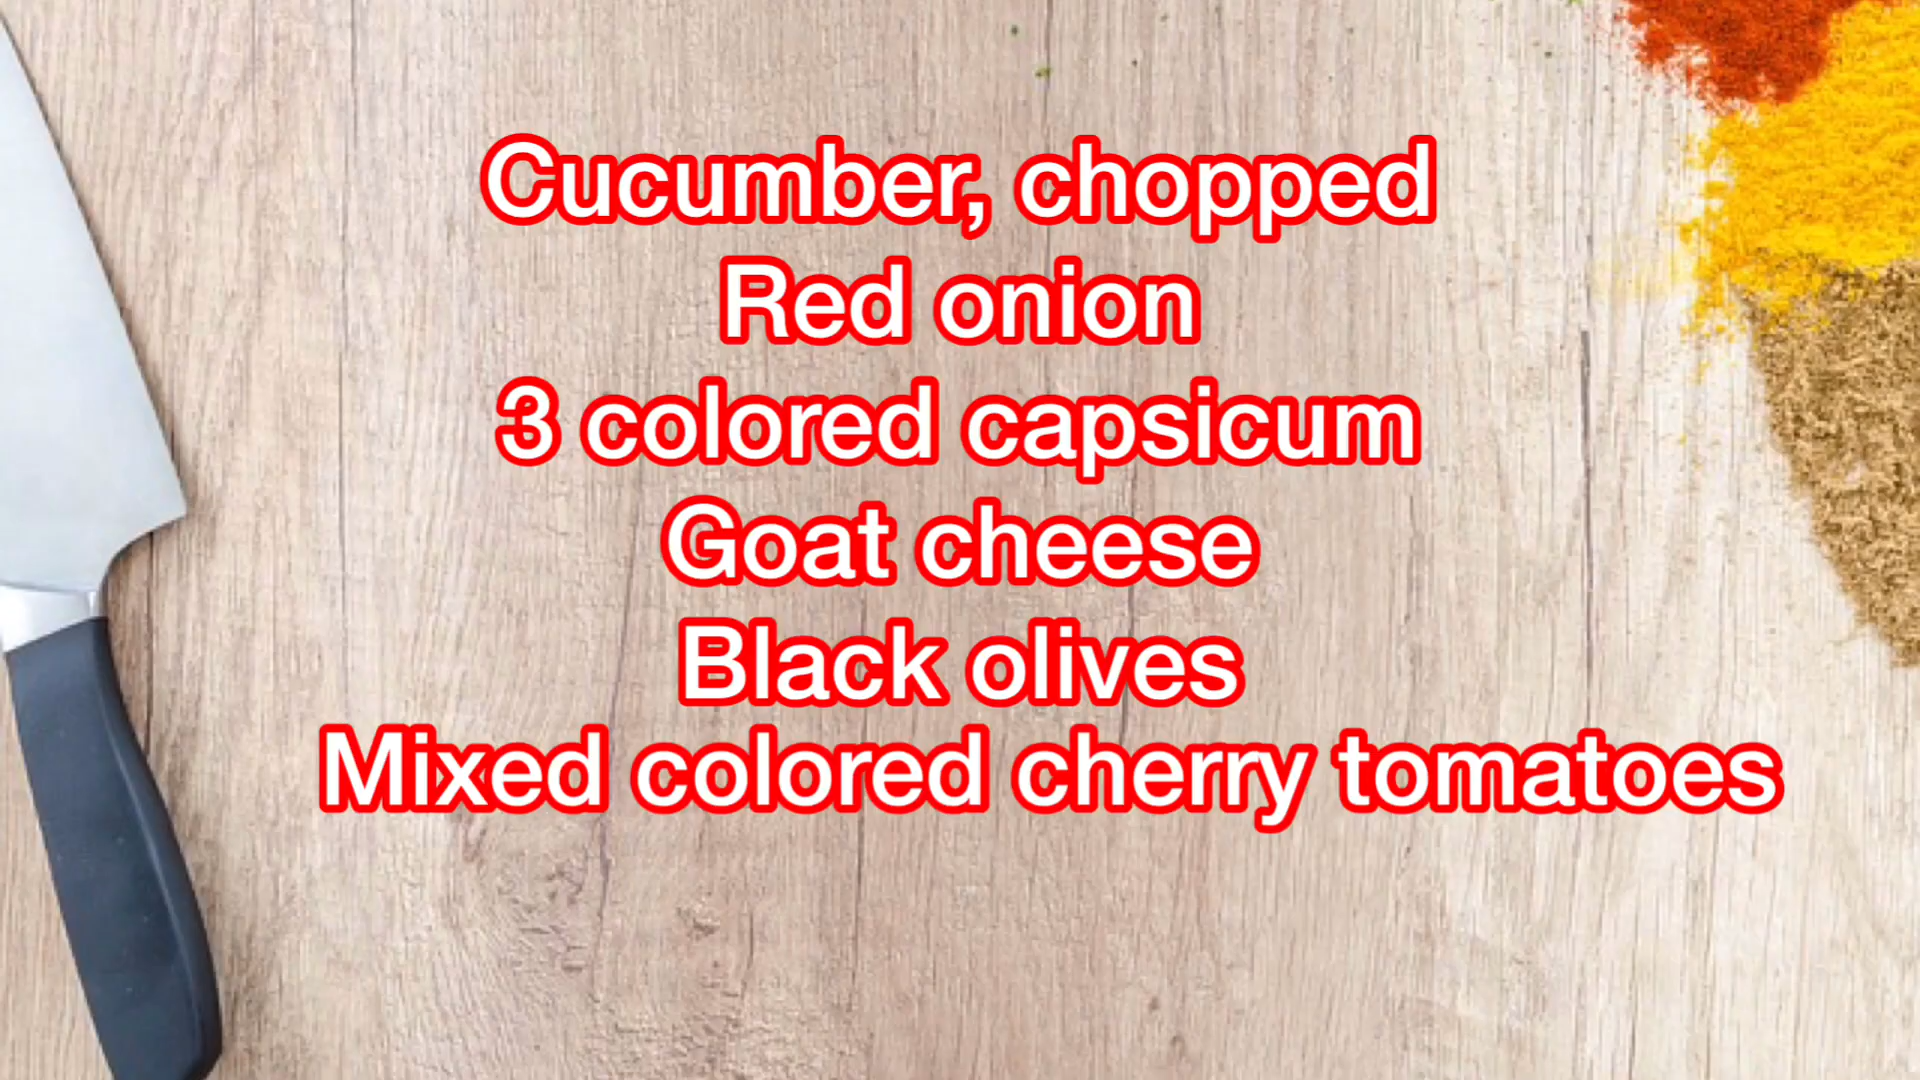 Cucumber, chopped
Red onion
3 colored capsicum
Goat cheese
Black olives
Mixed colored cherry tomatoes